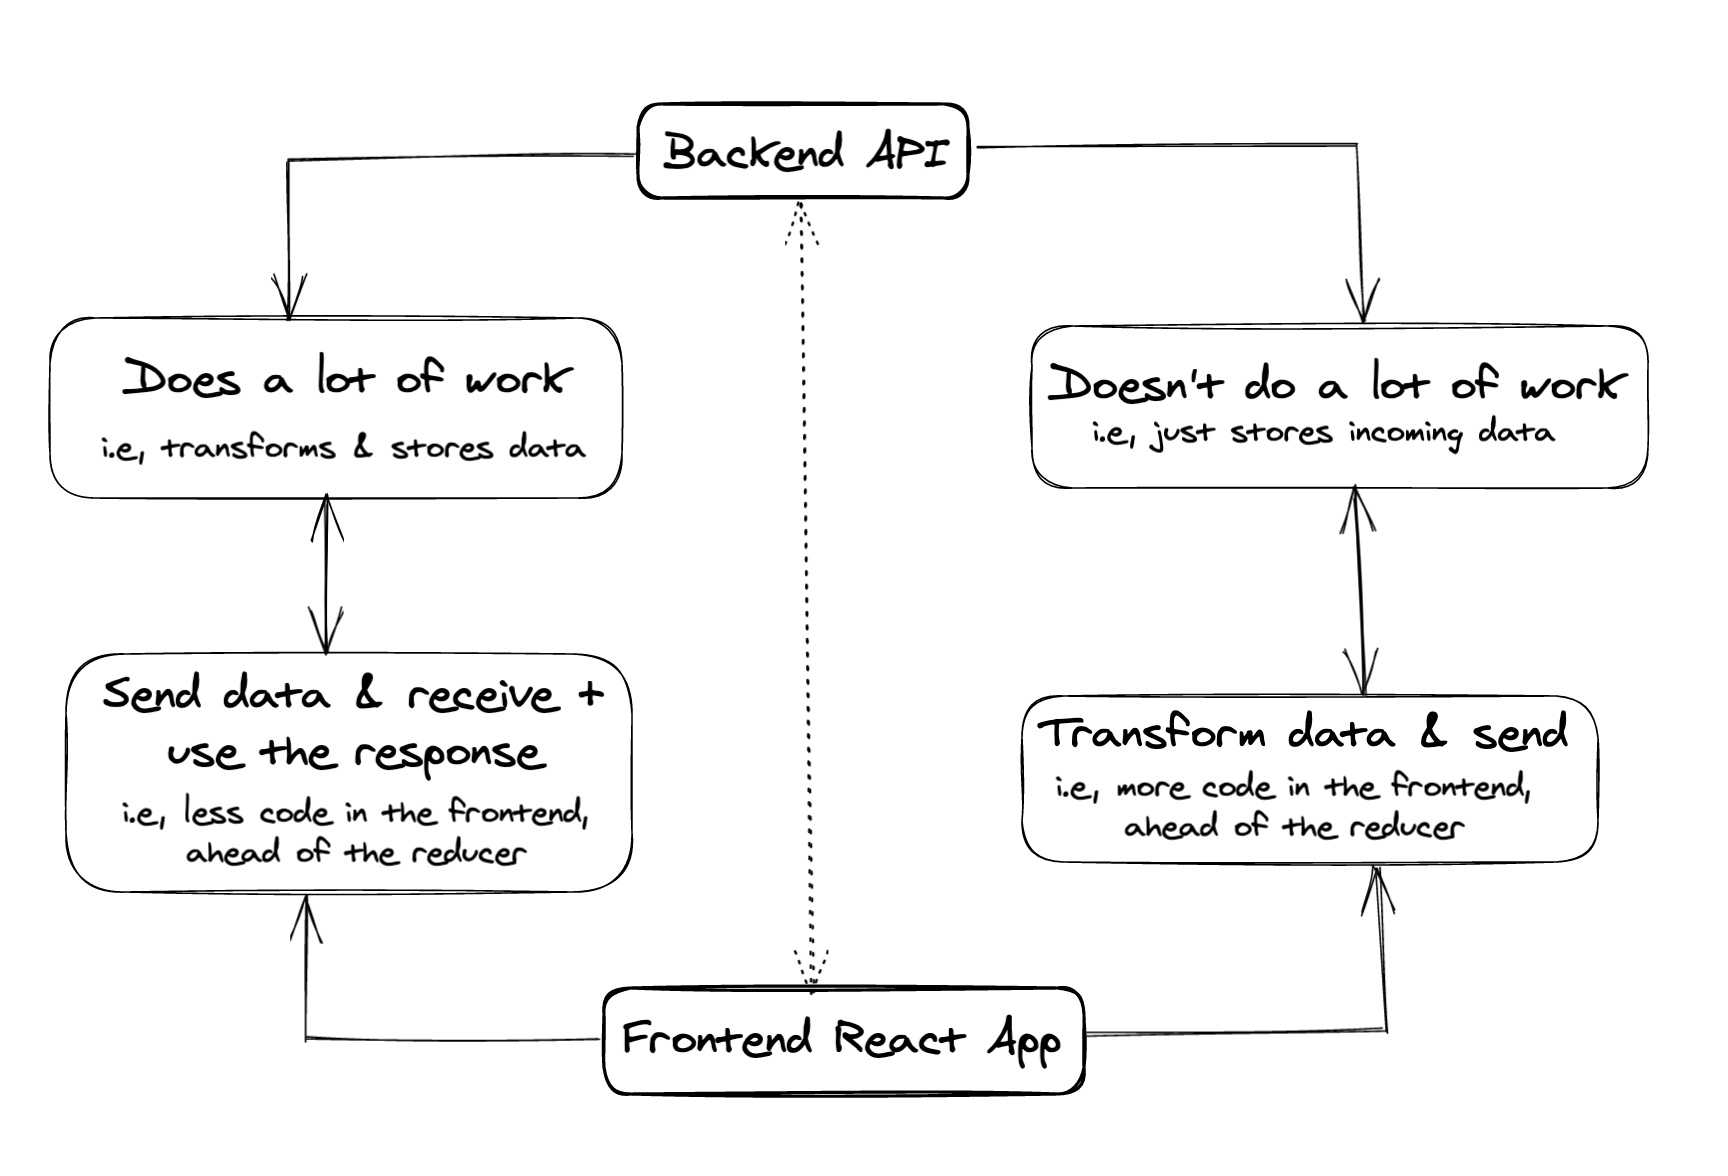 Backend API
Does a lot of work
i.e, transforms & stores data
Doesn't do a lot of work
i.e, just stores incoming data
Send data & receive +
use the response
i.e, less code in the frontend,
ahead of the reducer
Transform data & send
i.e, more code in the frontend,
ahead of the reducer
Frontend React App